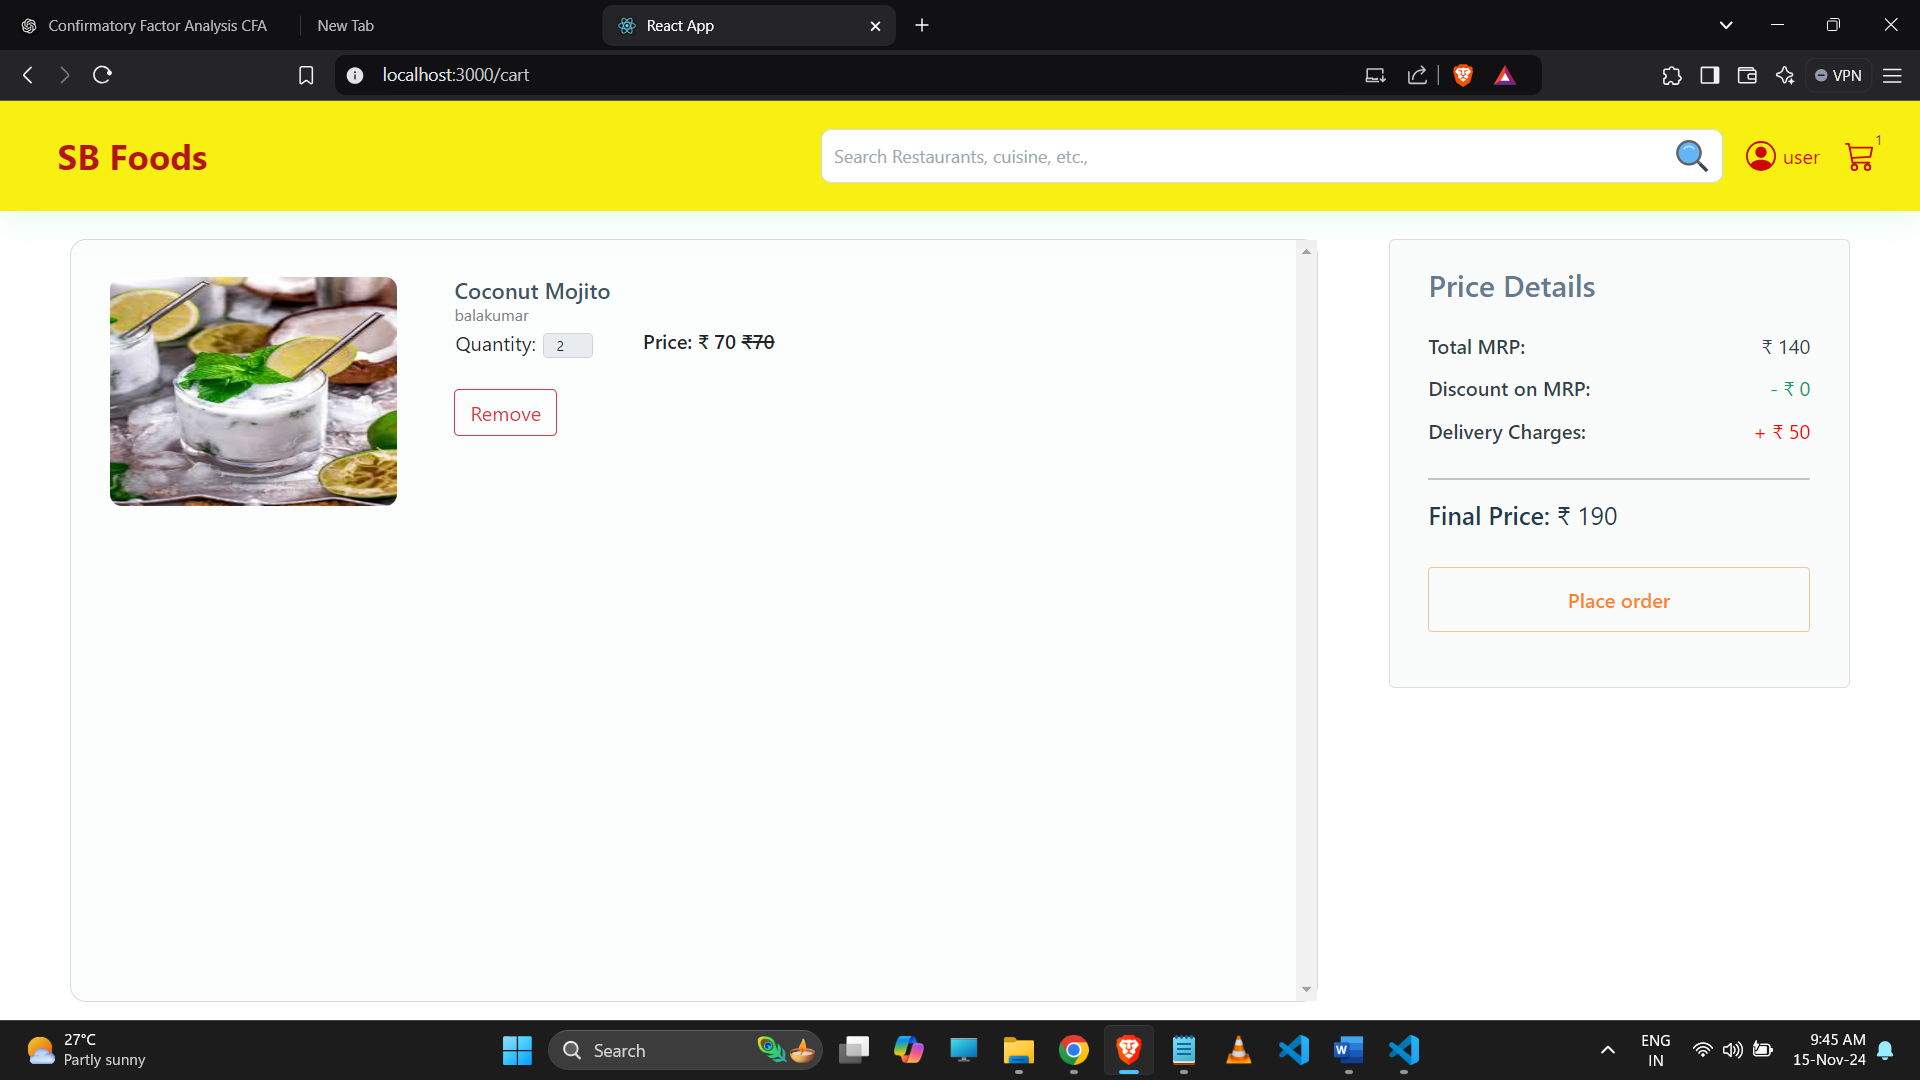 Confirmatory Factor Analysis CFA
New Tab
React App
localhost:3000/cart
VPN
SB Foods
Search Restaurants, cuisine, etc.,
user
1
Coconut Mojito
balakumar
Quantity: 2
Price: ₹ 70 ₹70
Remove
Price Details
Total MRP: ₹ 140
Discount on MRP: - ₹ 0
Delivery Charges: + ₹ 50
Final Price: ₹ 190
Place order
27°C
Partly sunny
Search
ENG
IN
9:45 AM
15-Nov-24